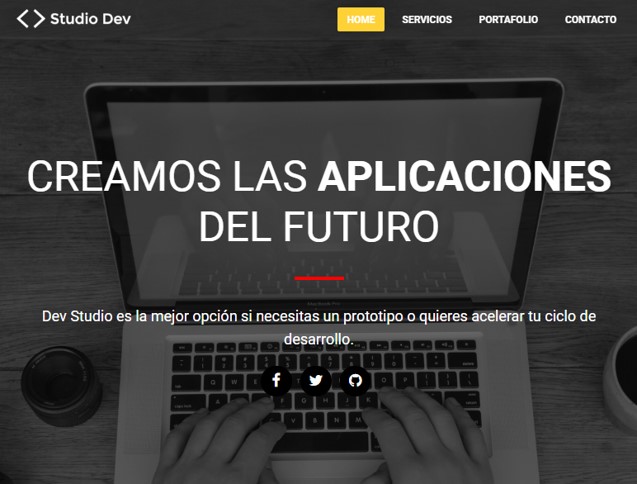 Studio Dev
HOME SERVICIOS PORTAFOLIO CONTACTO
CREAMOS LAS APLICACIONES
DEL FUTURO
Dev Studio es la mejor opción si necesitas un prototipo o quieres acelerar tu ciclo de
desarrollo.